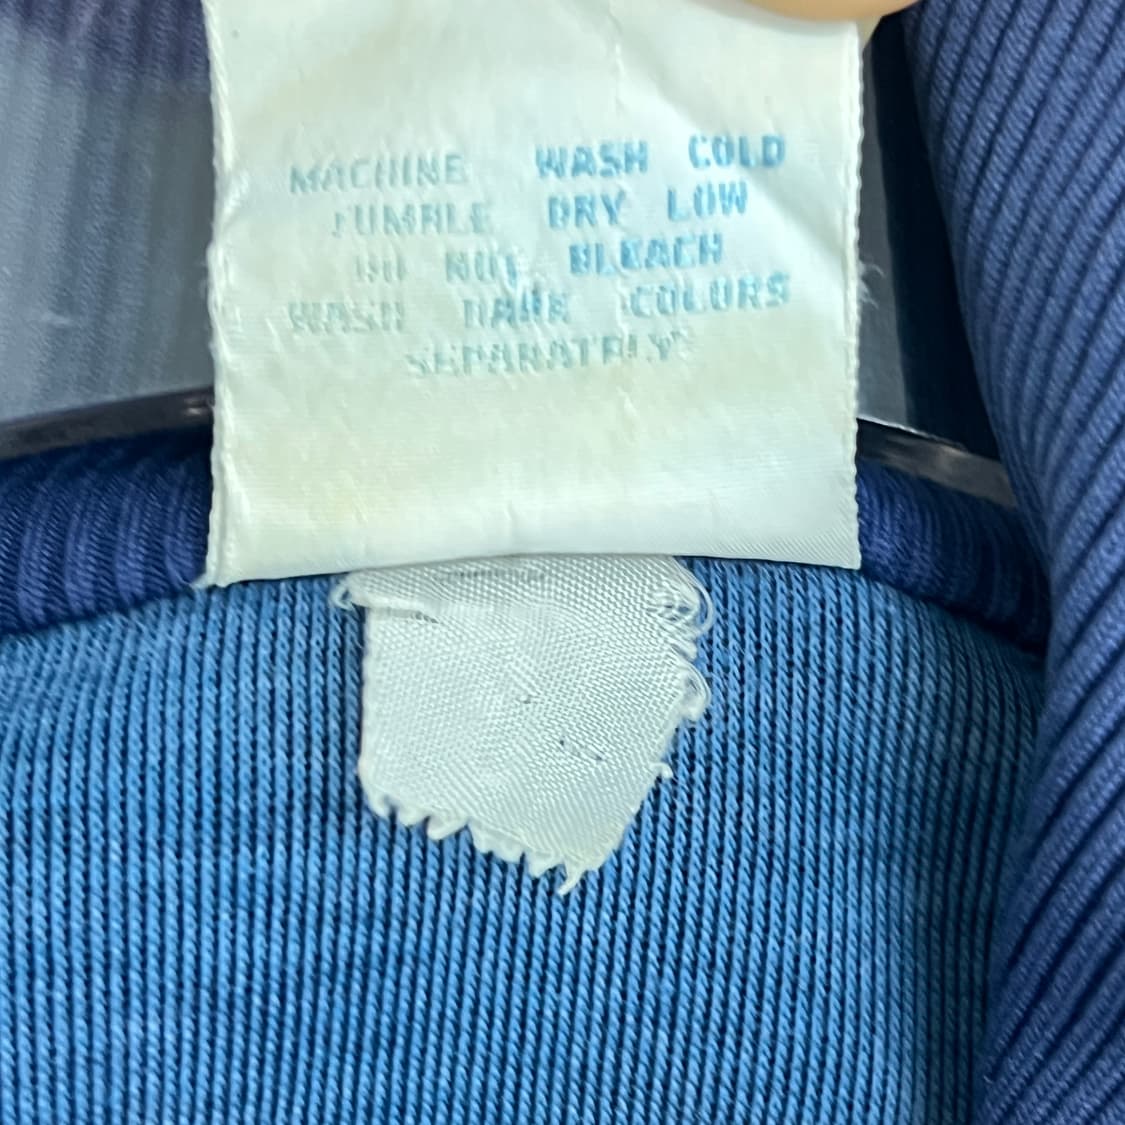 MACHINE WASH COLD
TUMBLE DRY LOW
DO NOT BLEACH
WASH DARK COLORS
SEPARATELY